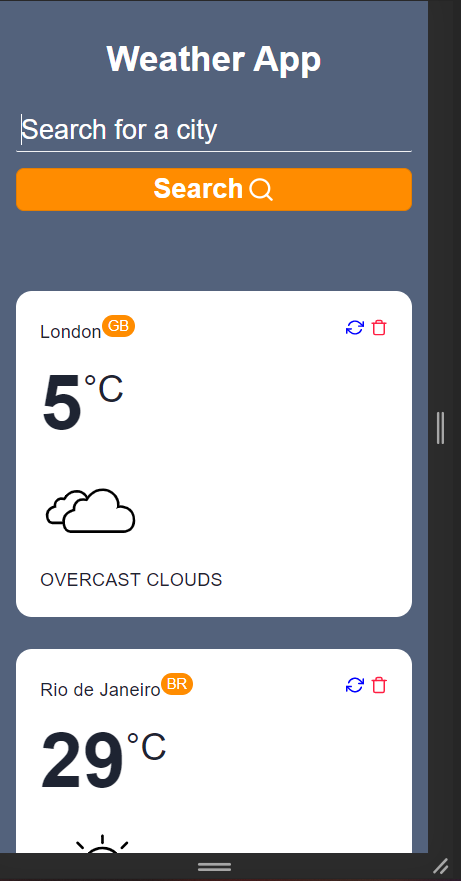 Weather App
Search for a city
Search
London GB
5°C
OVERCAST CLOUDS
Rio de Janeiro BR
29°C